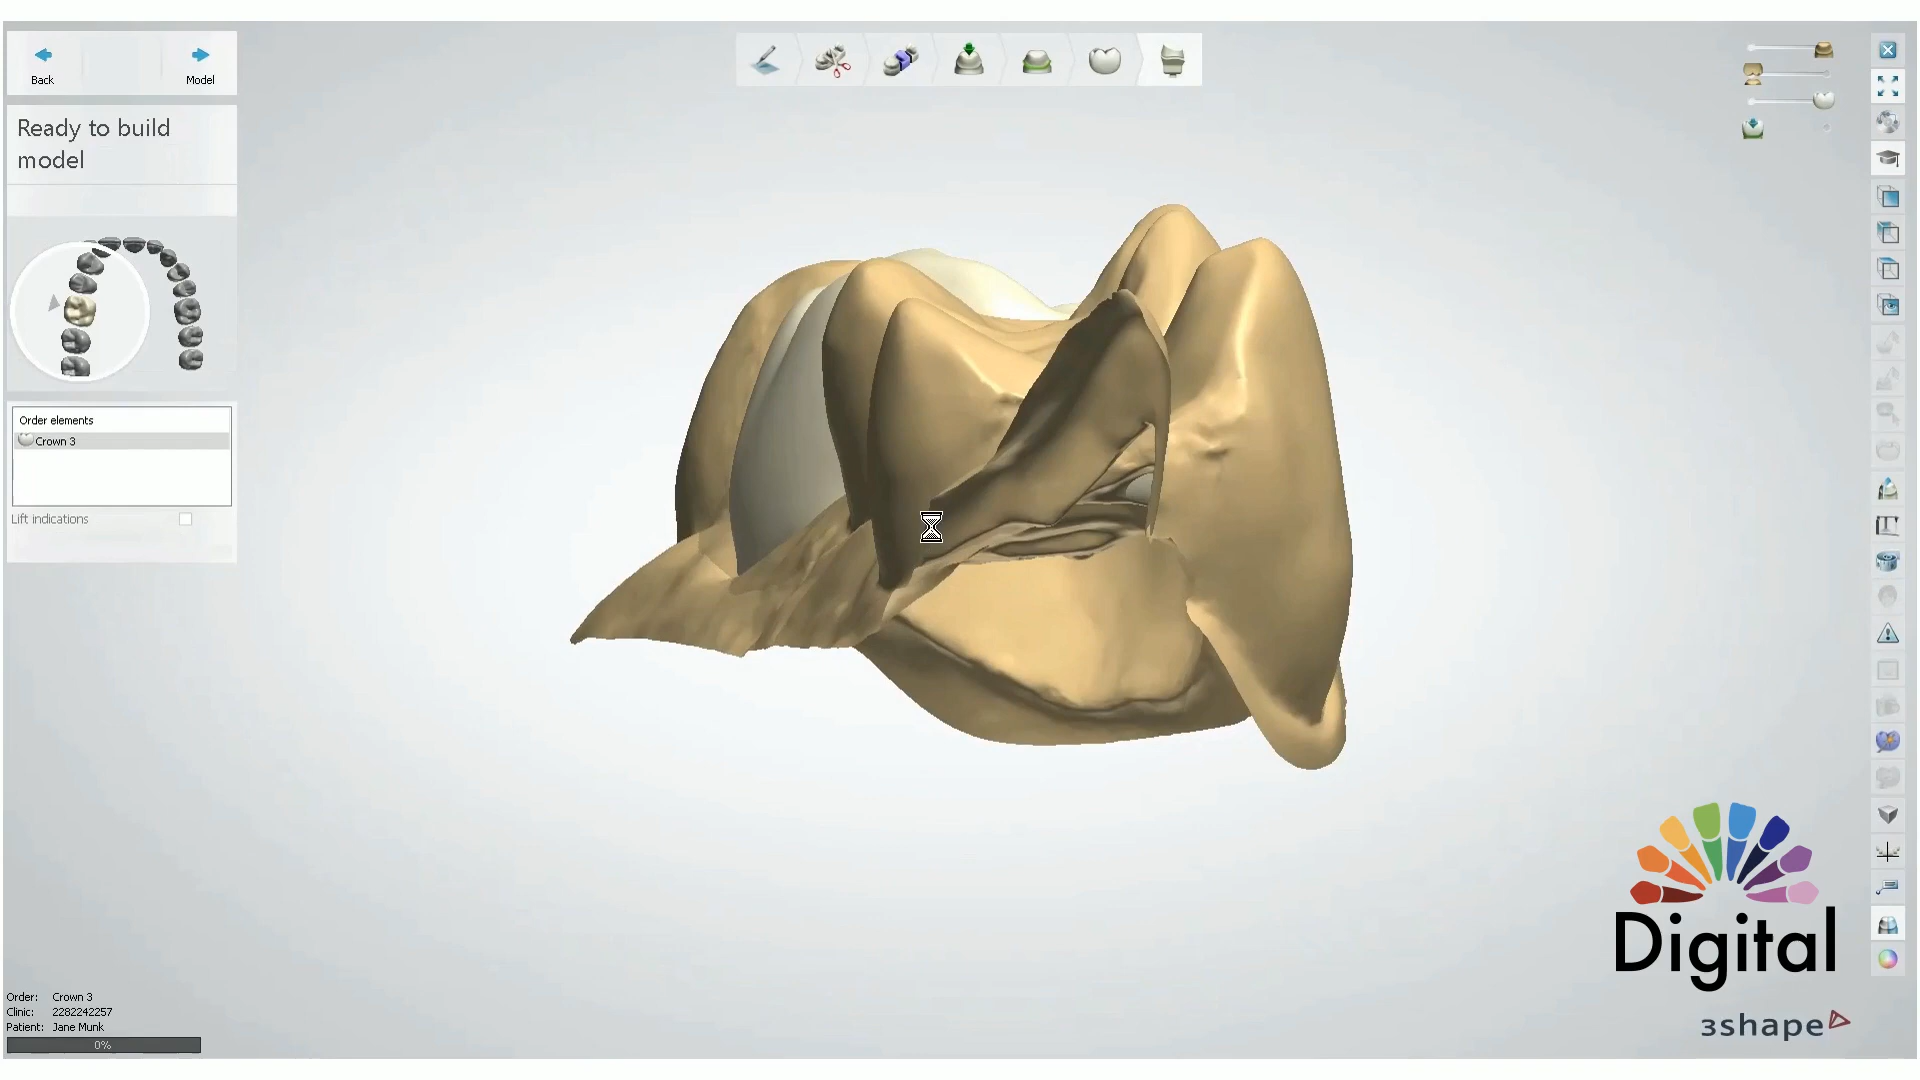 Back
Model
Ready to build
model
Order elements
Crown 3
Lift indications
Order: Crown 3
Clinic: 2282242257
Patient: Jane Munk
0%
Digital
3shape